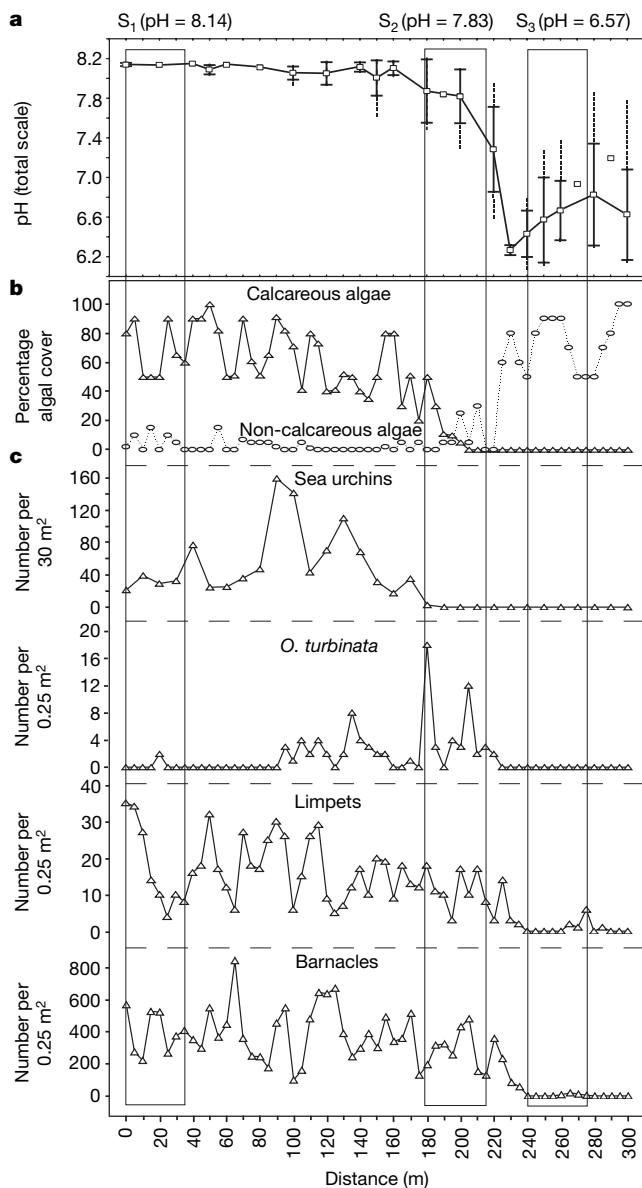 a
S1 (pH = 8.14)
S2 (pH = 7.83)
S3 (pH = 6.57)
pH (total scale)
8.2
7.8
7.4
7.0
6.6
6.2
b
Calcareous algae
Percentage
algal cover
100
80
60
40
20
0
Non-calcareous algae
c
Sea urchins
Number per
30 m²
160
120
80
40
0
O. turbinata
Number per
0.25 m²
20
16
12
8
4
0
Limpets
Number per
0.25 m²
40
30
20
10
0
Barnacles
Number per
0.25 m²
800
600
400
200
0
0 20 40 60 80 100 120 140 160 180 200 220 240 260 280 300
Distance (m)